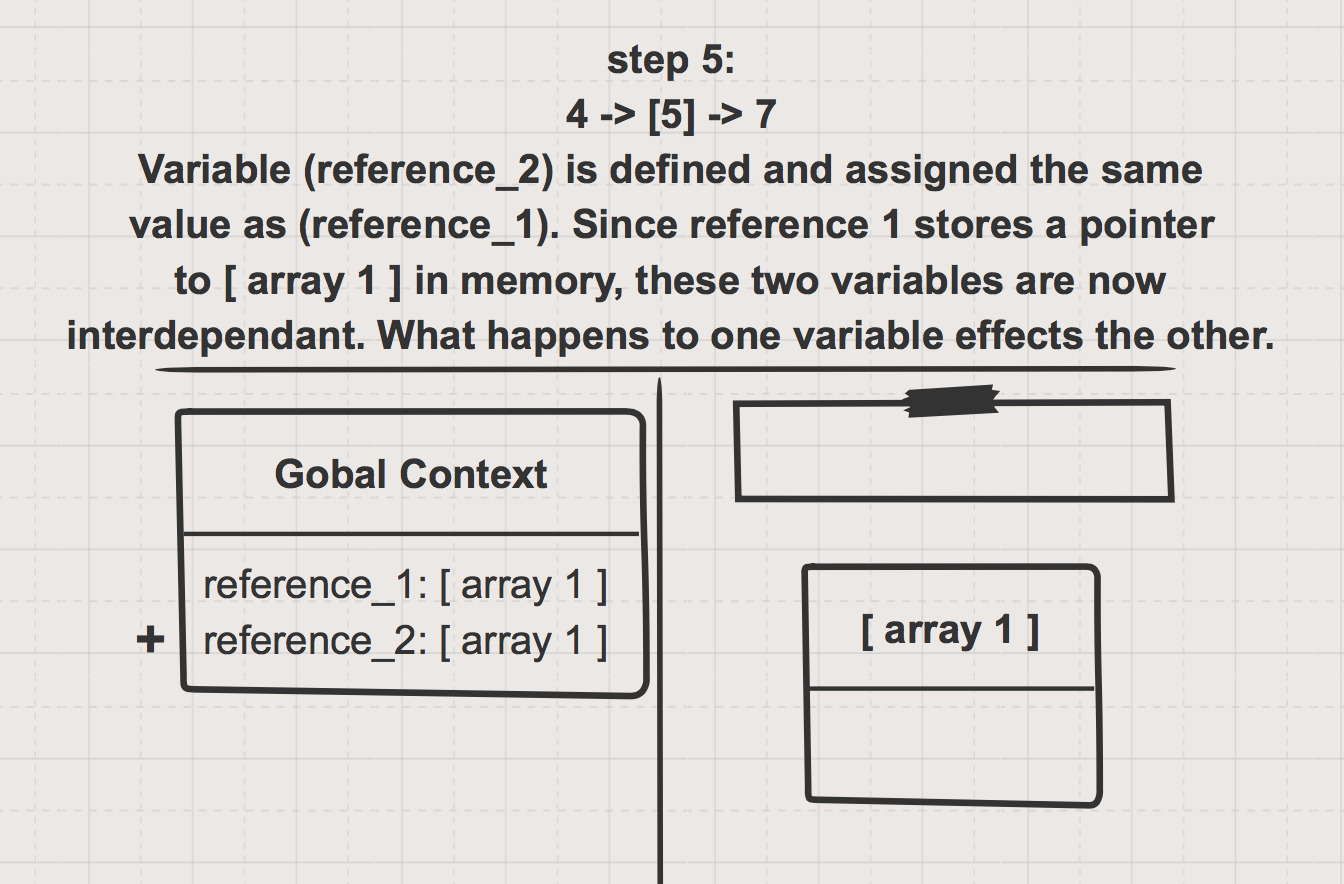 step 5:
4 -> [5] -> 7
Variable (reference_2) is defined and assigned the same
value as (reference_1). Since reference 1 stores a pointer
to [ array 1 ] in memory, these two variables are now
interdependant. What happens to one variable effects the other.
Gobal Context
reference_1: [ array 1 ]
+ reference_2: [ array 1 ]
[ array 1 ]